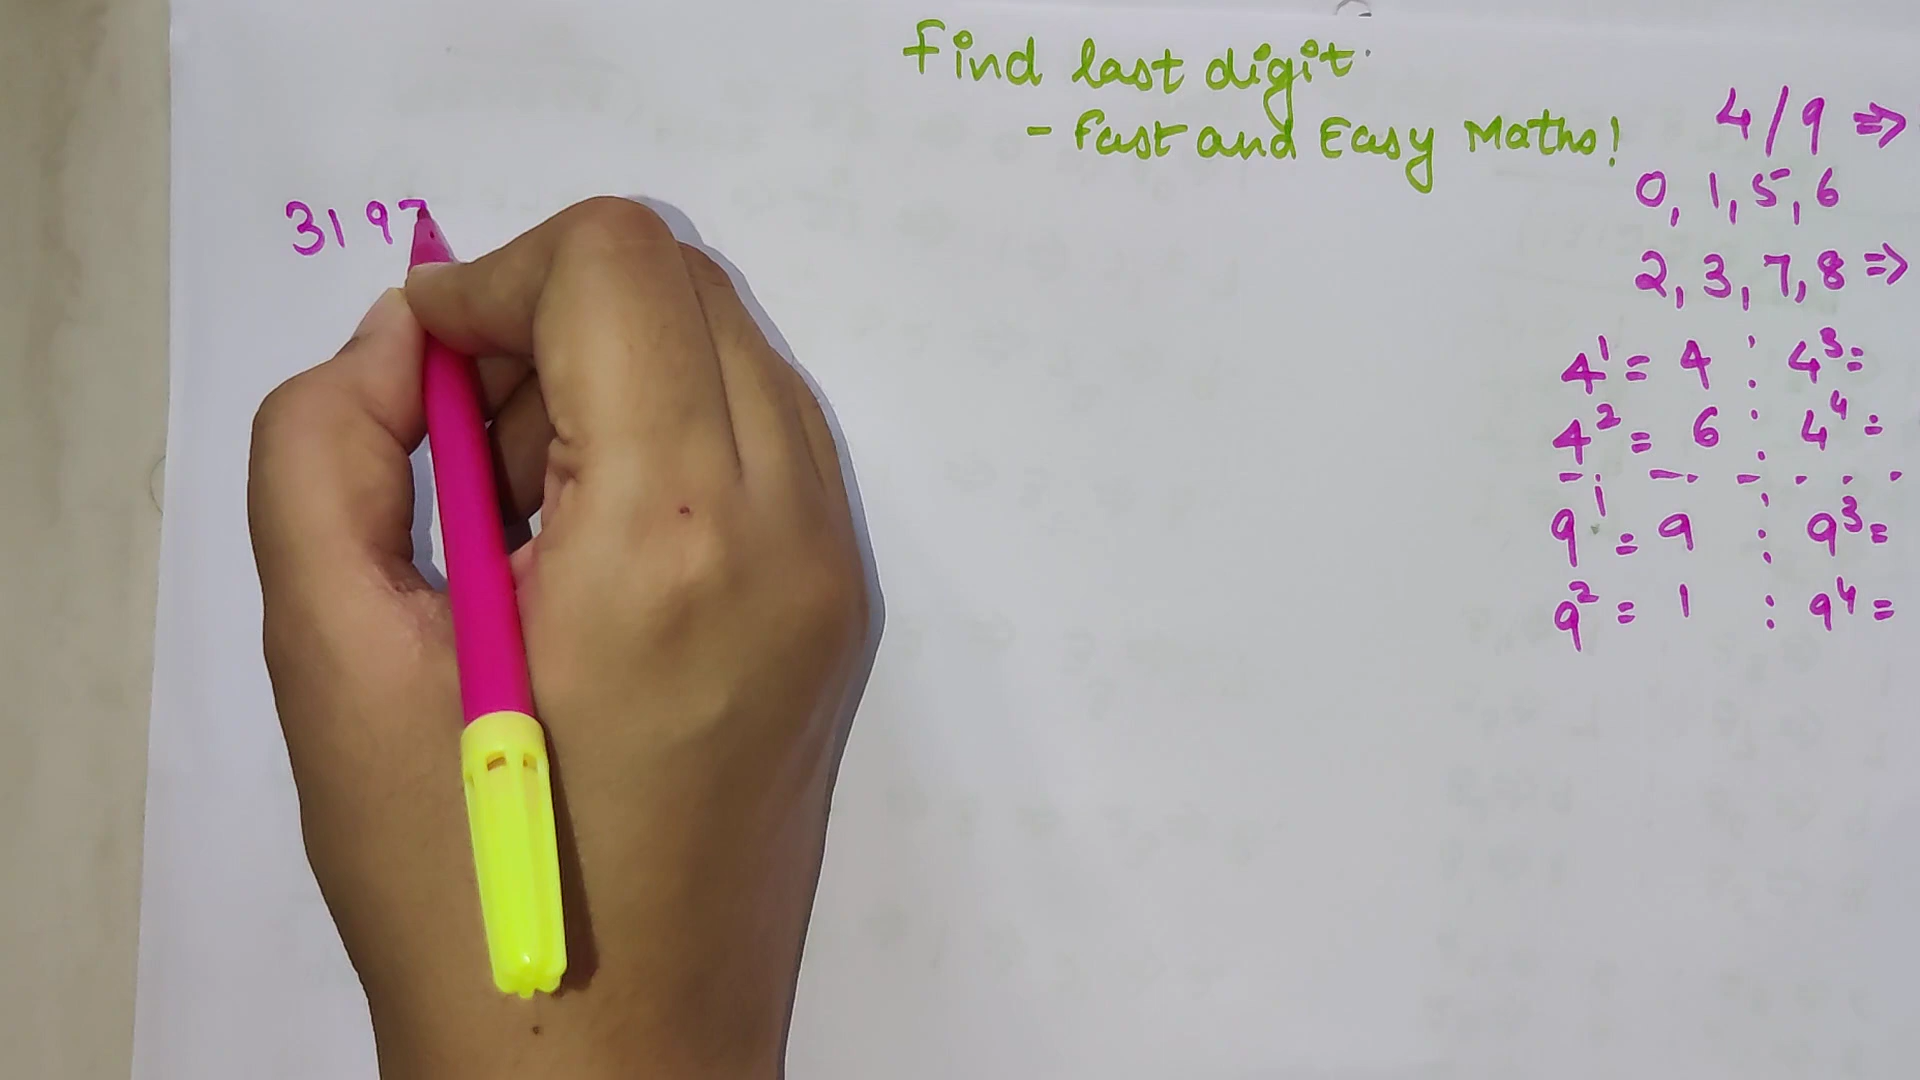 Find last digit.
- Fast and Easy Maths!
4/9 ⇒
0, 1, 5, 6
2, 3, 7, 8 ⇒
3197
4¹ = 4 : 4³ =
4² = 6 : 4⁴ =
- - - - - -
9¹ = 9 : 9³ =
9² = 1 : 9⁴ =